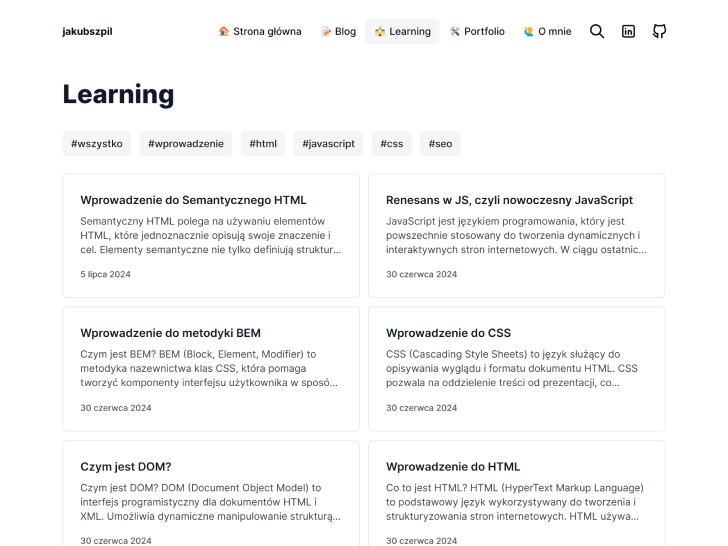 jakubszpil
Strona główna
Blog
Learning
Portfolio
O mnie
Learning
#wszystko
#wprowadzenie
#html
#javascript
#css
#seo
Wprowadzenie do Semantycznego HTML
Semantyczny HTML polega na używaniu elementów
HTML, które jednoznacznie opisują swoje znaczenie i
cel. Elementy semantyczne nie tylko definiują struktur...
5 lipca 2024
Renesans w JS, czyli nowoczesny JavaScript
JavaScript jest językiem programowania, który jest
powszechnie stosowany do tworzenia dynamicznych i
interaktywnych stron internetowych. W ciągu ostatnic...
30 czerwca 2024
Wprowadzenie do metodyki BEM
Czym jest BEM? BEM (Block, Element, Modifier) to
metodyka nazewnictwa klas CSS, która pomaga
tworzyć komponenty interfejsu użytkownika w sposó...
30 czerwca 2024
Wprowadzenie do CSS
CSS (Cascading Style Sheets) to język służący do
opisywania wyglądu i formatu dokumentu HTML. CSS
pozwala na oddzielenie treści od prezentacji, co...
30 czerwca 2024
Czym jest DOM?
Czym jest DOM? DOM (Document Object Model) to
interfejs programistyczny dla dokumentów HTML i
XML. Umożliwia dynamiczne manipulowanie strukturą...
30 czerwca 2024
Wprowadzenie do HTML
Co to jest HTML? HTML (HyperText Markup Language)
to podstawowy język wykorzystywany do tworzenia i
strukturyzowania stron internetowych. HTML używa...
30 czerwca 2024